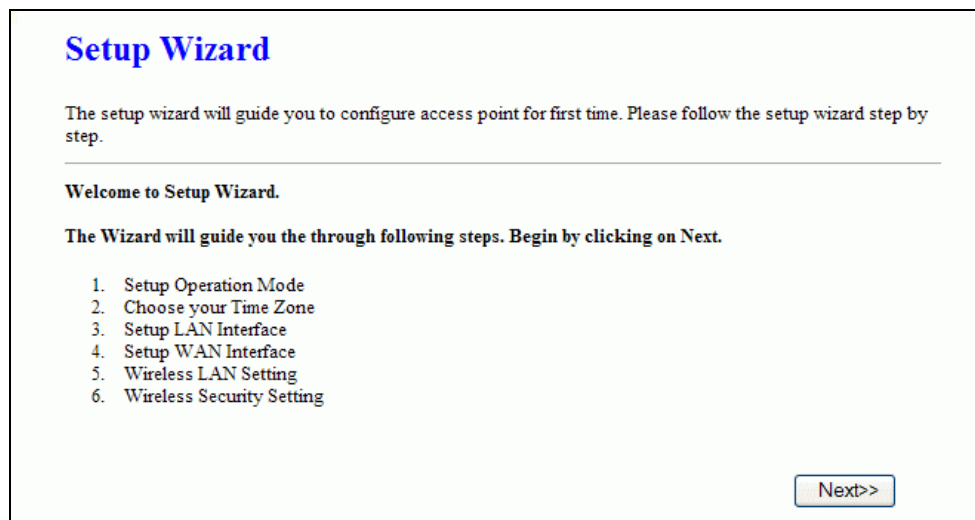 Setup Wizard
The setup wizard will guide you to configure access point for first time. Please follow the setup wizard step by
step.
Welcome to Setup Wizard.
The Wizard will guide you the through following steps. Begin by clicking on Next.
1. Setup Operation Mode
2. Choose your Time Zone
3. Setup LAN Interface
4. Setup WAN Interface
5. Wireless LAN Setting
6. Wireless Security Setting
Next>>